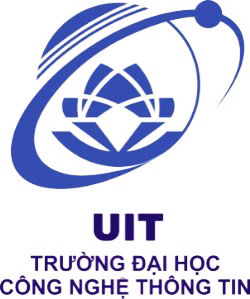 UIT
TRƯỜNG ĐẠI HỌC
CÔNG NGHỆ THÔNG TIN